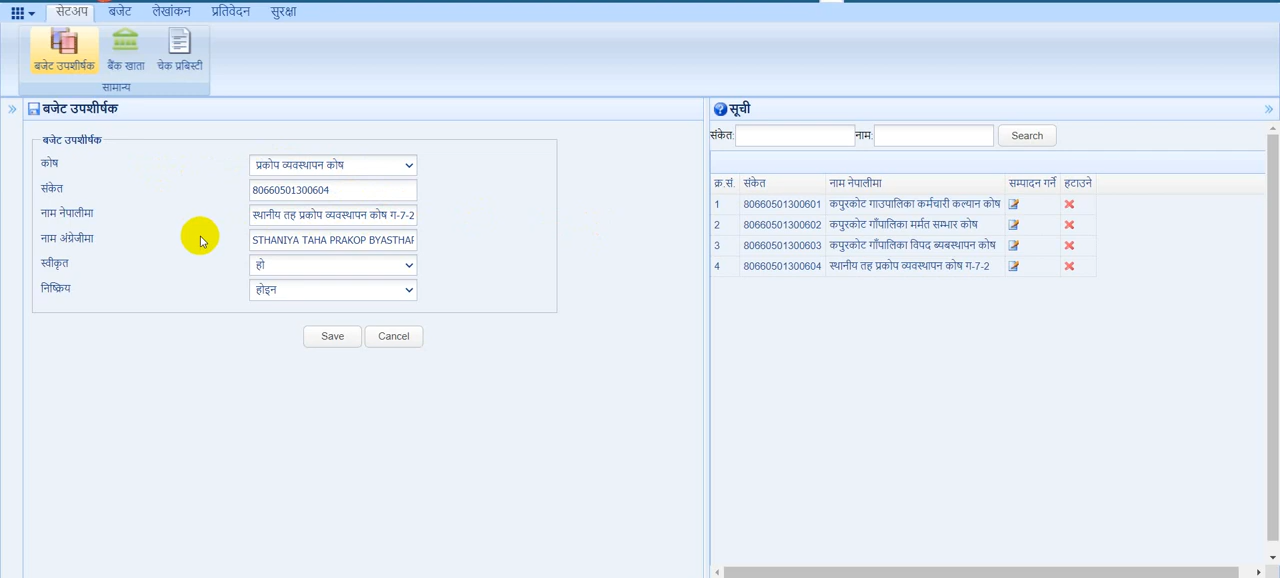 सेटअप बजेट लेखांकन प्रतिवेदन सुरक्षा
बजेट उपशीर्षक बैंक खाता चेक प्रबिस्टी
सामान्य
बजेट उपशीर्षक
बजेट उपशीर्षक
कोष प्रकोप व्यवस्थापन कोष
संकेत 80660501300604
नाम नेपालीमा स्थानीय तह प्रकोप व्यवस्थापन कोष ग-7-2
नाम अंग्रेजीमा STHANIYA TAHA PRAKOP
स्वीकृत हो
निष्क्रिय होइन
Save Cancel
सूची
संकेत: नाम: Search
क्र.सं. संकेत नाम नेपालीमा सम्पादन गर्ने हटाउने
1 80660501300601 कपुरकोट गाउपालिका कर्मचारी कल्यान कोष
2 80660501300602 कपुरकोट गाँपालिका मर्मत सम्भार कोष
3 80660501300603 कपुरकोट गाँपालिका विपद ब्यबस्थापन कोष
4 80660501300604 स्थानीय तह प्रकोप व्यवस्थापन कोष ग-7-2